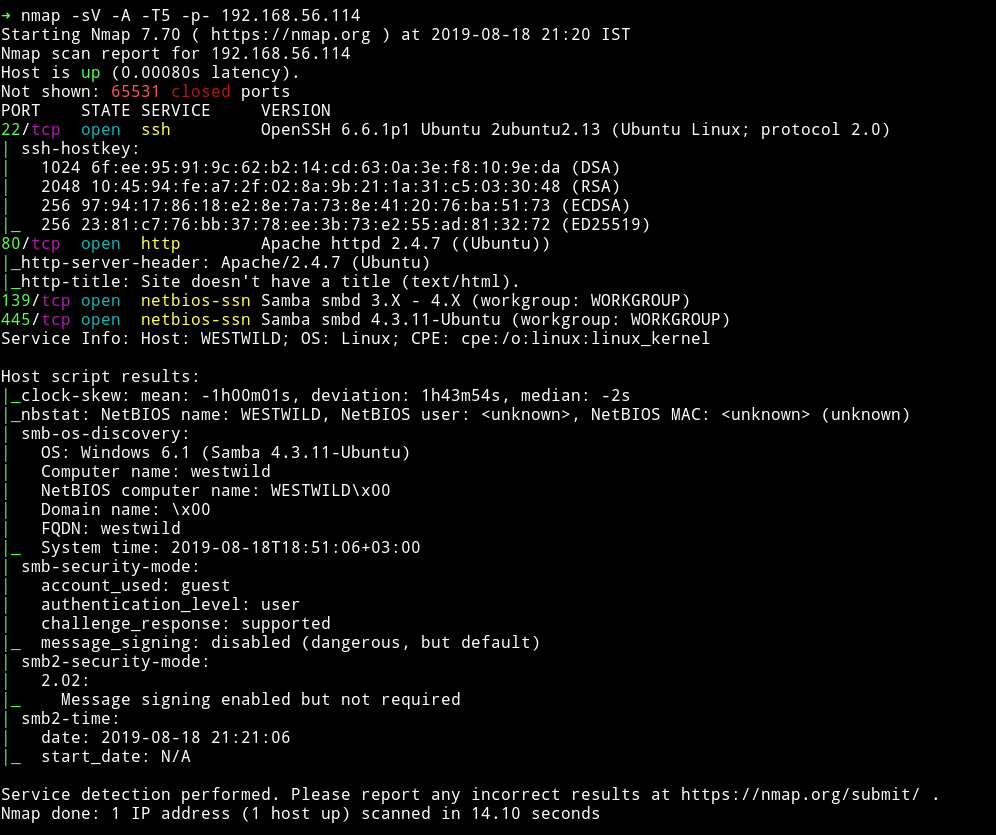 → nmap -sV -A -T5 -p- 192.168.56.114
Starting Nmap 7.70 ( https://nmap.org ) at 2019-08-18 21:20 IST
Nmap scan report for 192.168.56.114
Host is up (0.00080s latency).
Not shown: 65531 closed ports
PORT    STATE SERVICE     VERSION
22/tcp  open  ssh         OpenSSH 6.6.1p1 Ubuntu 2ubuntu2.13 (Ubuntu Linux; protocol 2.0)
| ssh-hostkey:
|   1024 6f:ee:95:91:9c:62:b2:14:cd:63:0a:3e:f8:10:9e:da (DSA)
|   2048 10:45:94:fe:a7:2f:02:8a:9b:21:1a:31:c5:03:30:48 (RSA)
|   256 97:94:17:86:18:e2:8e:7a:73:8e:41:20:76:ba:51:73 (ECDSA)
|_  256 23:81:c7:76:bb:37:78:ee:3b:73:e2:55:ad:81:32:72 (ED25519)
80/tcp  open  http        Apache httpd 2.4.7 ((Ubuntu))
|_http-server-header: Apache/2.4.7 (Ubuntu)
|_http-title: Site doesn't have a title (text/html).
139/tcp open  netbios-ssn Samba smbd 3.X - 4.X (workgroup: WORKGROUP)
445/tcp open  netbios-ssn Samba smbd 4.3.11-Ubuntu (workgroup: WORKGROUP)
Service Info: Host: WESTWILD; OS: Linux; CPE: cpe:/o:linux:linux_kernel

Host script results:
|_clock-skew: mean: -1h00m01s, deviation: 1h43m54s, median: -2s
|_nbstat: NetBIOS name: WESTWILD, NetBIOS user: <unknown>, NetBIOS MAC: <unknown> (unknown)
| smb-os-discovery:
|   OS: Windows 6.1 (Samba 4.3.11-Ubuntu)
|   Computer name: westwild
|   NetBIOS computer name: WESTWILD\x00
|   Domain name: \x00
|   FQDN: westwild
|_  System time: 2019-08-18T18:51:06+03:00
| smb-security-mode:
|   account_used: guest
|   authentication_level: user
|   challenge_response: supported
|_  message_signing: disabled (dangerous, but default)
| smb2-security-mode:
|   2.02:
|_    Message signing enabled but not required
| smb2-time:
|   date: 2019-08-18 21:21:06
|_  start_date: N/A

Service detection performed. Please report any incorrect results at https://nmap.org/submit/ .
Nmap done: 1 IP address (1 host up) scanned in 14.10 seconds